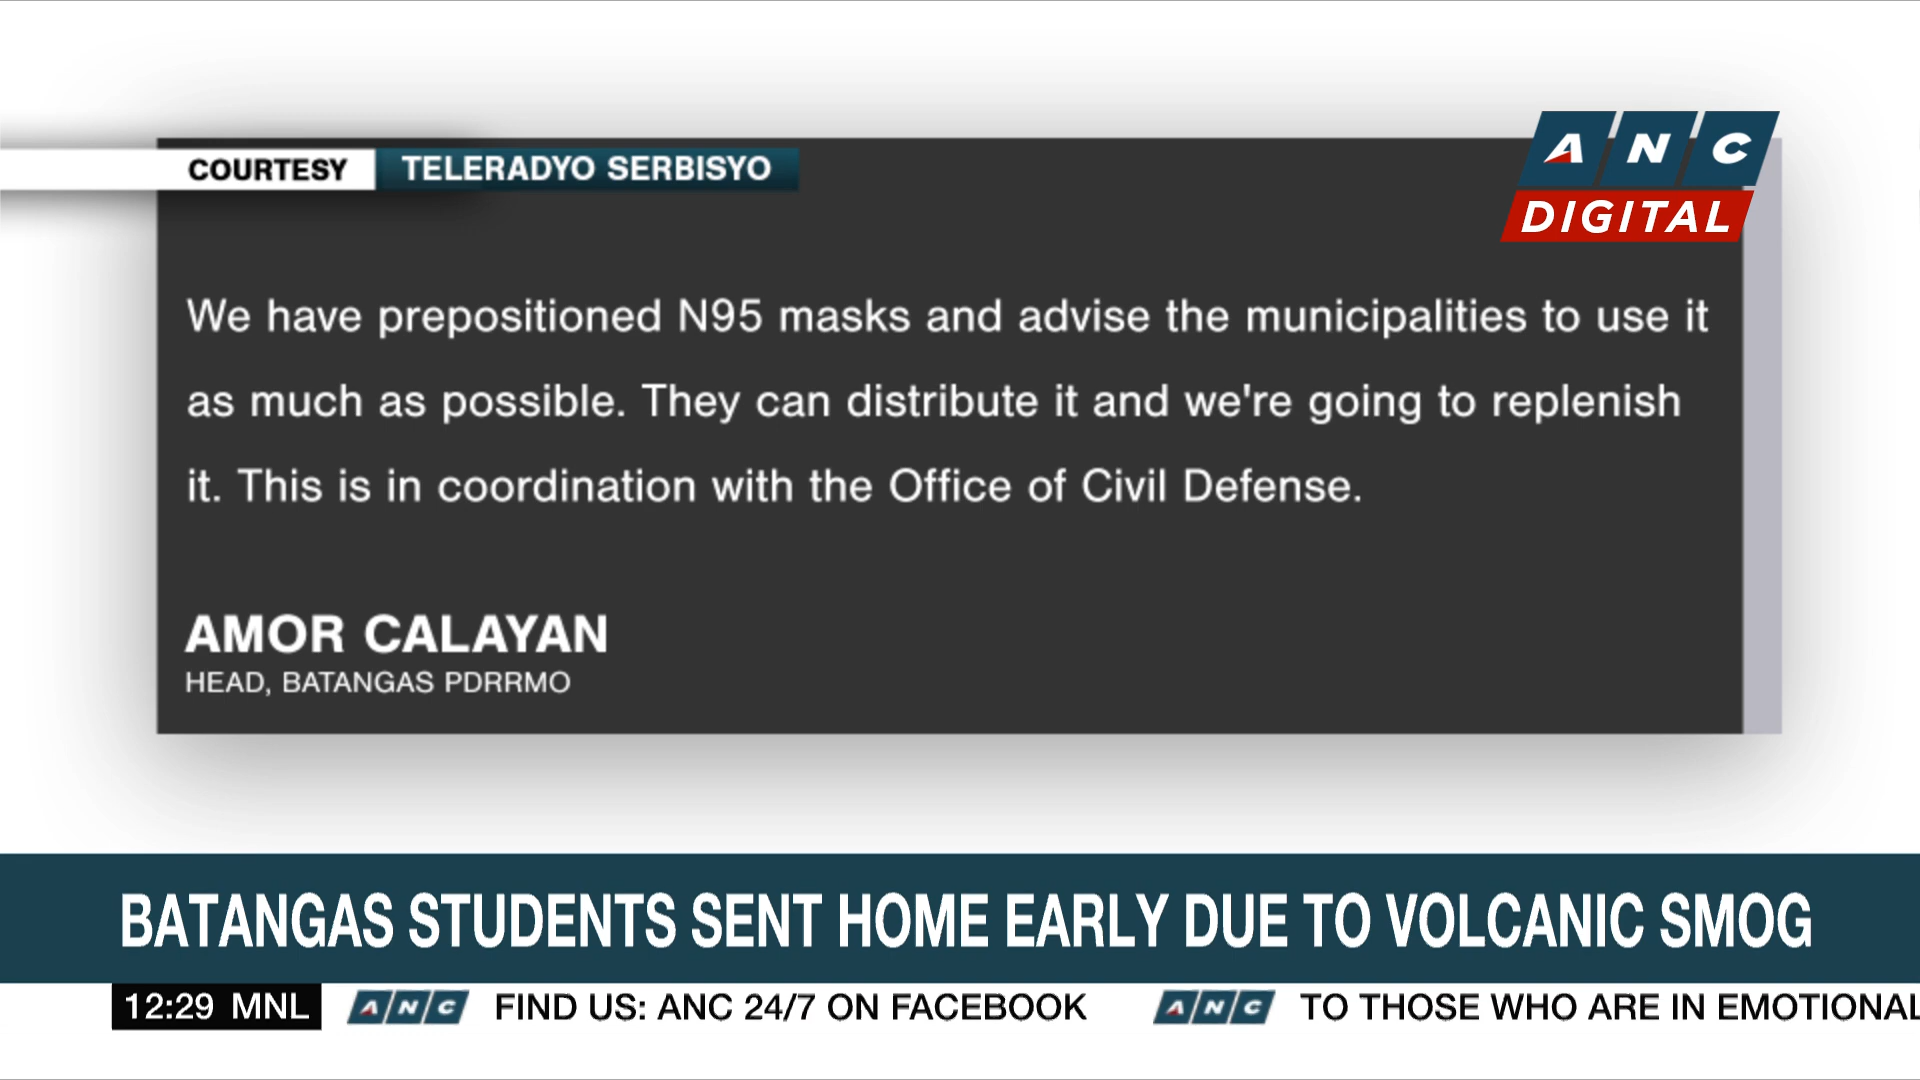 COURTESY TELERADYO SERBISYO
ANC
DIGITAL
We have prepositioned N95 masks and advise the municipalities to use it
as much as possible. They can distribute it and we're going to replenish
it. This is in coordination with the Office of Civil Defense.
AMOR CALAYAN
HEAD, BATANGAS PDRRMO
BATANGAS STUDENTS SENT HOME EARLY DUE TO VOLCANIC SMOG
12:29 MNL ANC FIND US: ANC 24/7 ON FACEBOOK ANC TO THOSE WHO ARE IN EMOTIONAL